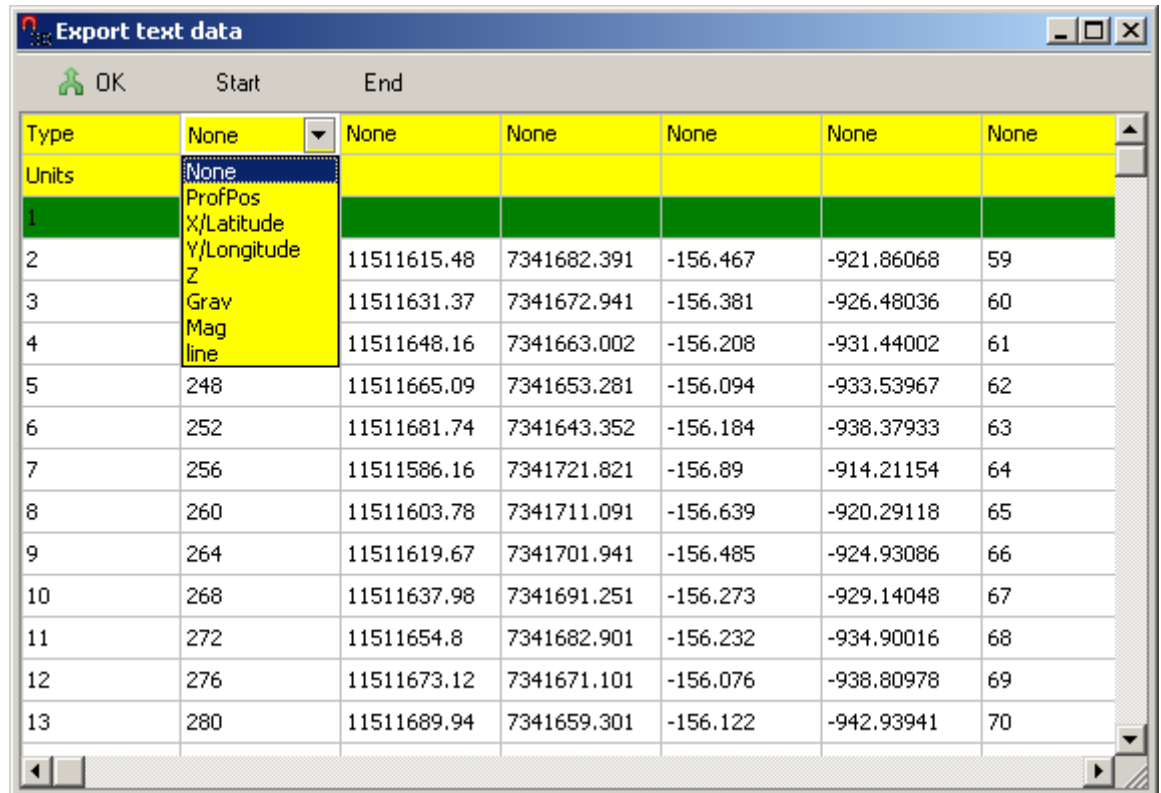 Export text data
OK Start End
Type None None None None None None
Units None
ProfPos
1 X/Latitude
Y/Longitude
2 11511615.48 7341682.391 -156.467 -921.86068 59
Z
3 Grav 11511631.37 7341672.941 -156.381 -926.48036 60
Mag
4 11511648.16 7341663.002 -156.208 -931.44002 61
line
5 248 11511665.09 7341653.281 -156.094 -933.53967 62
6 252 11511681.74 7341643.352 -156.184 -938.37933 63
7 256 11511586.16 7341721.821 -156.89 -914.21154 64
8 260 11511603.78 7341711.091 -156.639 -920.29118 65
9 264 11511619.67 7341701.941 -156.485 -924.93086 66
10 268 11511637.98 7341691.251 -156.273 -929.14048 67
11 272 11511654.8 7341682.901 -156.232 -934.90016 68
12 276 11511673.12 7341671.101 -156.076 -938.80978 69
13 280 11511689.94 7341659.301 -156.122 -942.93941 70